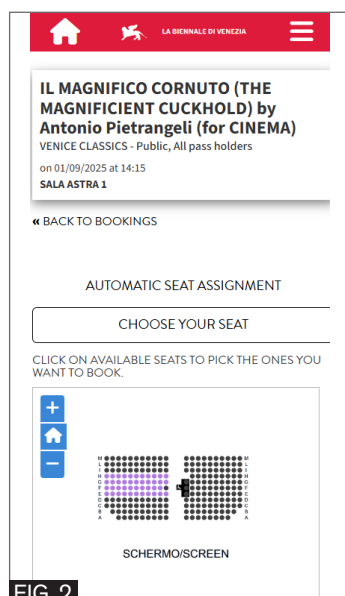 LA BIENNALE DI VENEZIA
IL MAGNIFICO CORNUTO (THE
MAGNIFICIENT CUCKHOLD) by
Antonio Pietrangeli (for CINEMA)
VENICE CLASSICS - Public, All pass holders
on 01/09/2025 at 14:15
SALA ASTRA 1
« BACK TO BOOKINGS
AUTOMATIC SEAT ASSIGNMENT
CHOOSE YOUR SEAT
CLICK ON AVAILABLE SEATS TO PICK THE ONES YOU
WANT TO BOOK.
+
−
M M
L L
I I
H H
G G
F F
E E
D D
C C
B B
A A
SCHERMO/SCREEN
FIG. 2